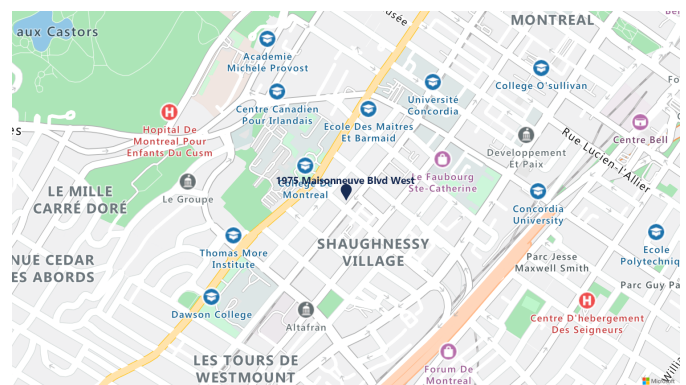 aux Castors
usée
MONTREAL
Académie
Michèle Provost
College O'sullivan
Centre Canadien
Pour Irlandais
Université
Concordia
H
Hopital De
Montreal Pour
Enfants Du Cusm
Ecole Des Maitres
Et Barmaid
Centre Bell
Rue Lucien-l'Allier
Developpement
Et Paix
1975 Maisonneuve Blvd West
Montreal
Le Faubourg
Ste-Catherine
LE MILLE
CARRÉ DORÉ
Le Groupe
Concordia
University
NUE CEDAR
ES ABORDS
Thomas More
Institute
SHAUGHNESSY
VILLAGE
Ecole
Polytechniq
Parc Jesse
Maxwell Smith
Parc Guy Pa
Dawson College
Altafran
H
Centre D'hebergement
Des Seigneurs
LES TOURS DE
WESTMOUNT
Forum De
Montreal
Microsoft